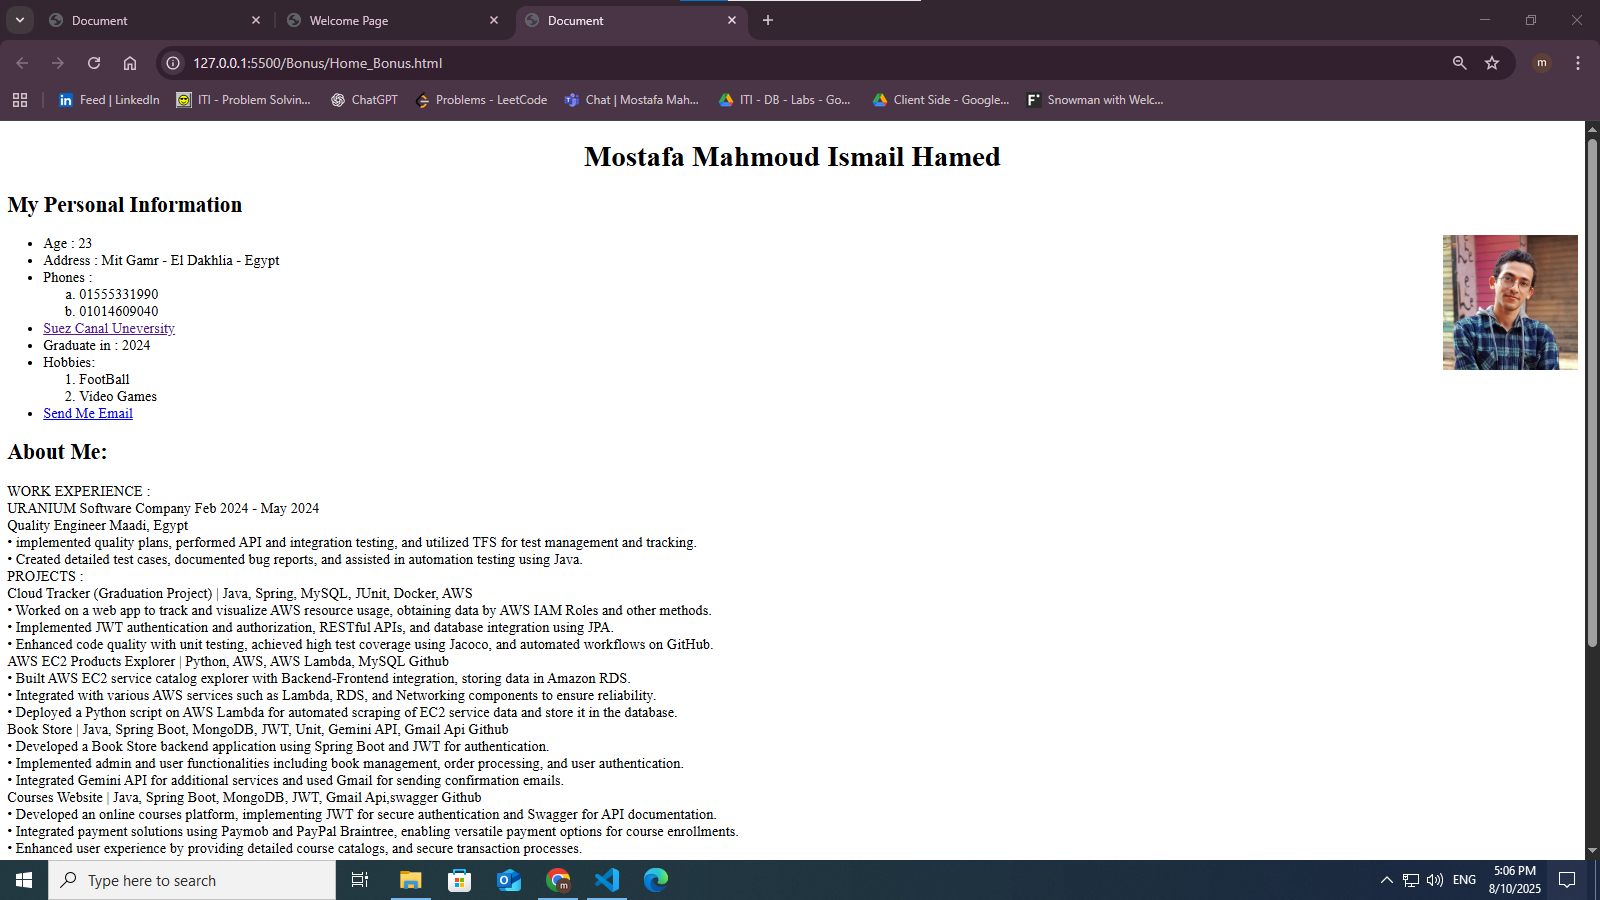 Document
Welcome Page
Document
127.0.0.1:5500/Bonus/Home_Bonus.html
m
Feed | LinkedIn
ITI - Problem Solvin...
ChatGPT
Problems - LeetCode
Chat | Mostafa Mah...
ITI - DB - Labs - Go...
Client Side - Google...
Snowman with Welc...
Mostafa Mahmoud Ismail Hamed
My Personal Information
• Age : 23
• Address : Mit Gamr - El Dakhlia - Egypt
• Phones :
a. 01555331990
b. 01014609040
• Suez Canal Uneversity
• Graduate in : 2024
• Hobbies:
1. FootBall
2. Video Games
• Send Me Email
About Me:
WORK EXPERIENCE :
URANIUM Software Company Feb 2024 - May 2024
Quality Engineer Maadi, Egypt
• implemented quality plans, performed API and integration testing, and utilized TFS for test management and tracking.
• Created detailed test cases, documented bug reports, and assisted in automation testing using Java.
PROJECTS :
Cloud Tracker (Graduation Project) | Java, Spring, MySQL, JUnit, Docker, AWS
• Worked on a web app to track and visualize AWS resource usage, obtaining data by AWS IAM Roles and other methods.
• Implemented JWT authentication and authorization, RESTful APIs, and database integration using JPA.
• Enhanced code quality with unit testing, achieved high test coverage using Jacoco, and automated workflows on GitHub.
AWS EC2 Products Explorer | Python, AWS, AWS Lambda, MySQL Github
• Built AWS EC2 service catalog explorer with Backend-Frontend integration, storing data in Amazon RDS.
• Integrated with various AWS services such as Lambda, RDS, and Networking components to ensure reliability.
• Deployed a Python script on AWS Lambda for automated scraping of EC2 service data and store it in the database.
Book Store | Java, Spring Boot, MongoDB, JWT, Unit, Gemini API, Gmail Api Github
• Developed a Book Store backend application using Spring Boot and JWT for authentication.
• Implemented admin and user functionalities including book management, order processing, and user authentication.
• Integrated Gemini API for additional services and used Gmail for sending confirmation emails.
Courses Website | Java, Spring Boot, MongoDB, JWT, Gmail Api,swagger Github
• Developed an online courses platform, implementing JWT for secure authentication and Swagger for API documentation.
• Integrated payment solutions using Paymob and PayPal Braintree, enabling versatile payment options for course enrollments.
• Enhanced user experience by providing detailed course catalogs, and secure transaction processes.
Type here to search
m
ENG
5:06 PM
8/10/2025